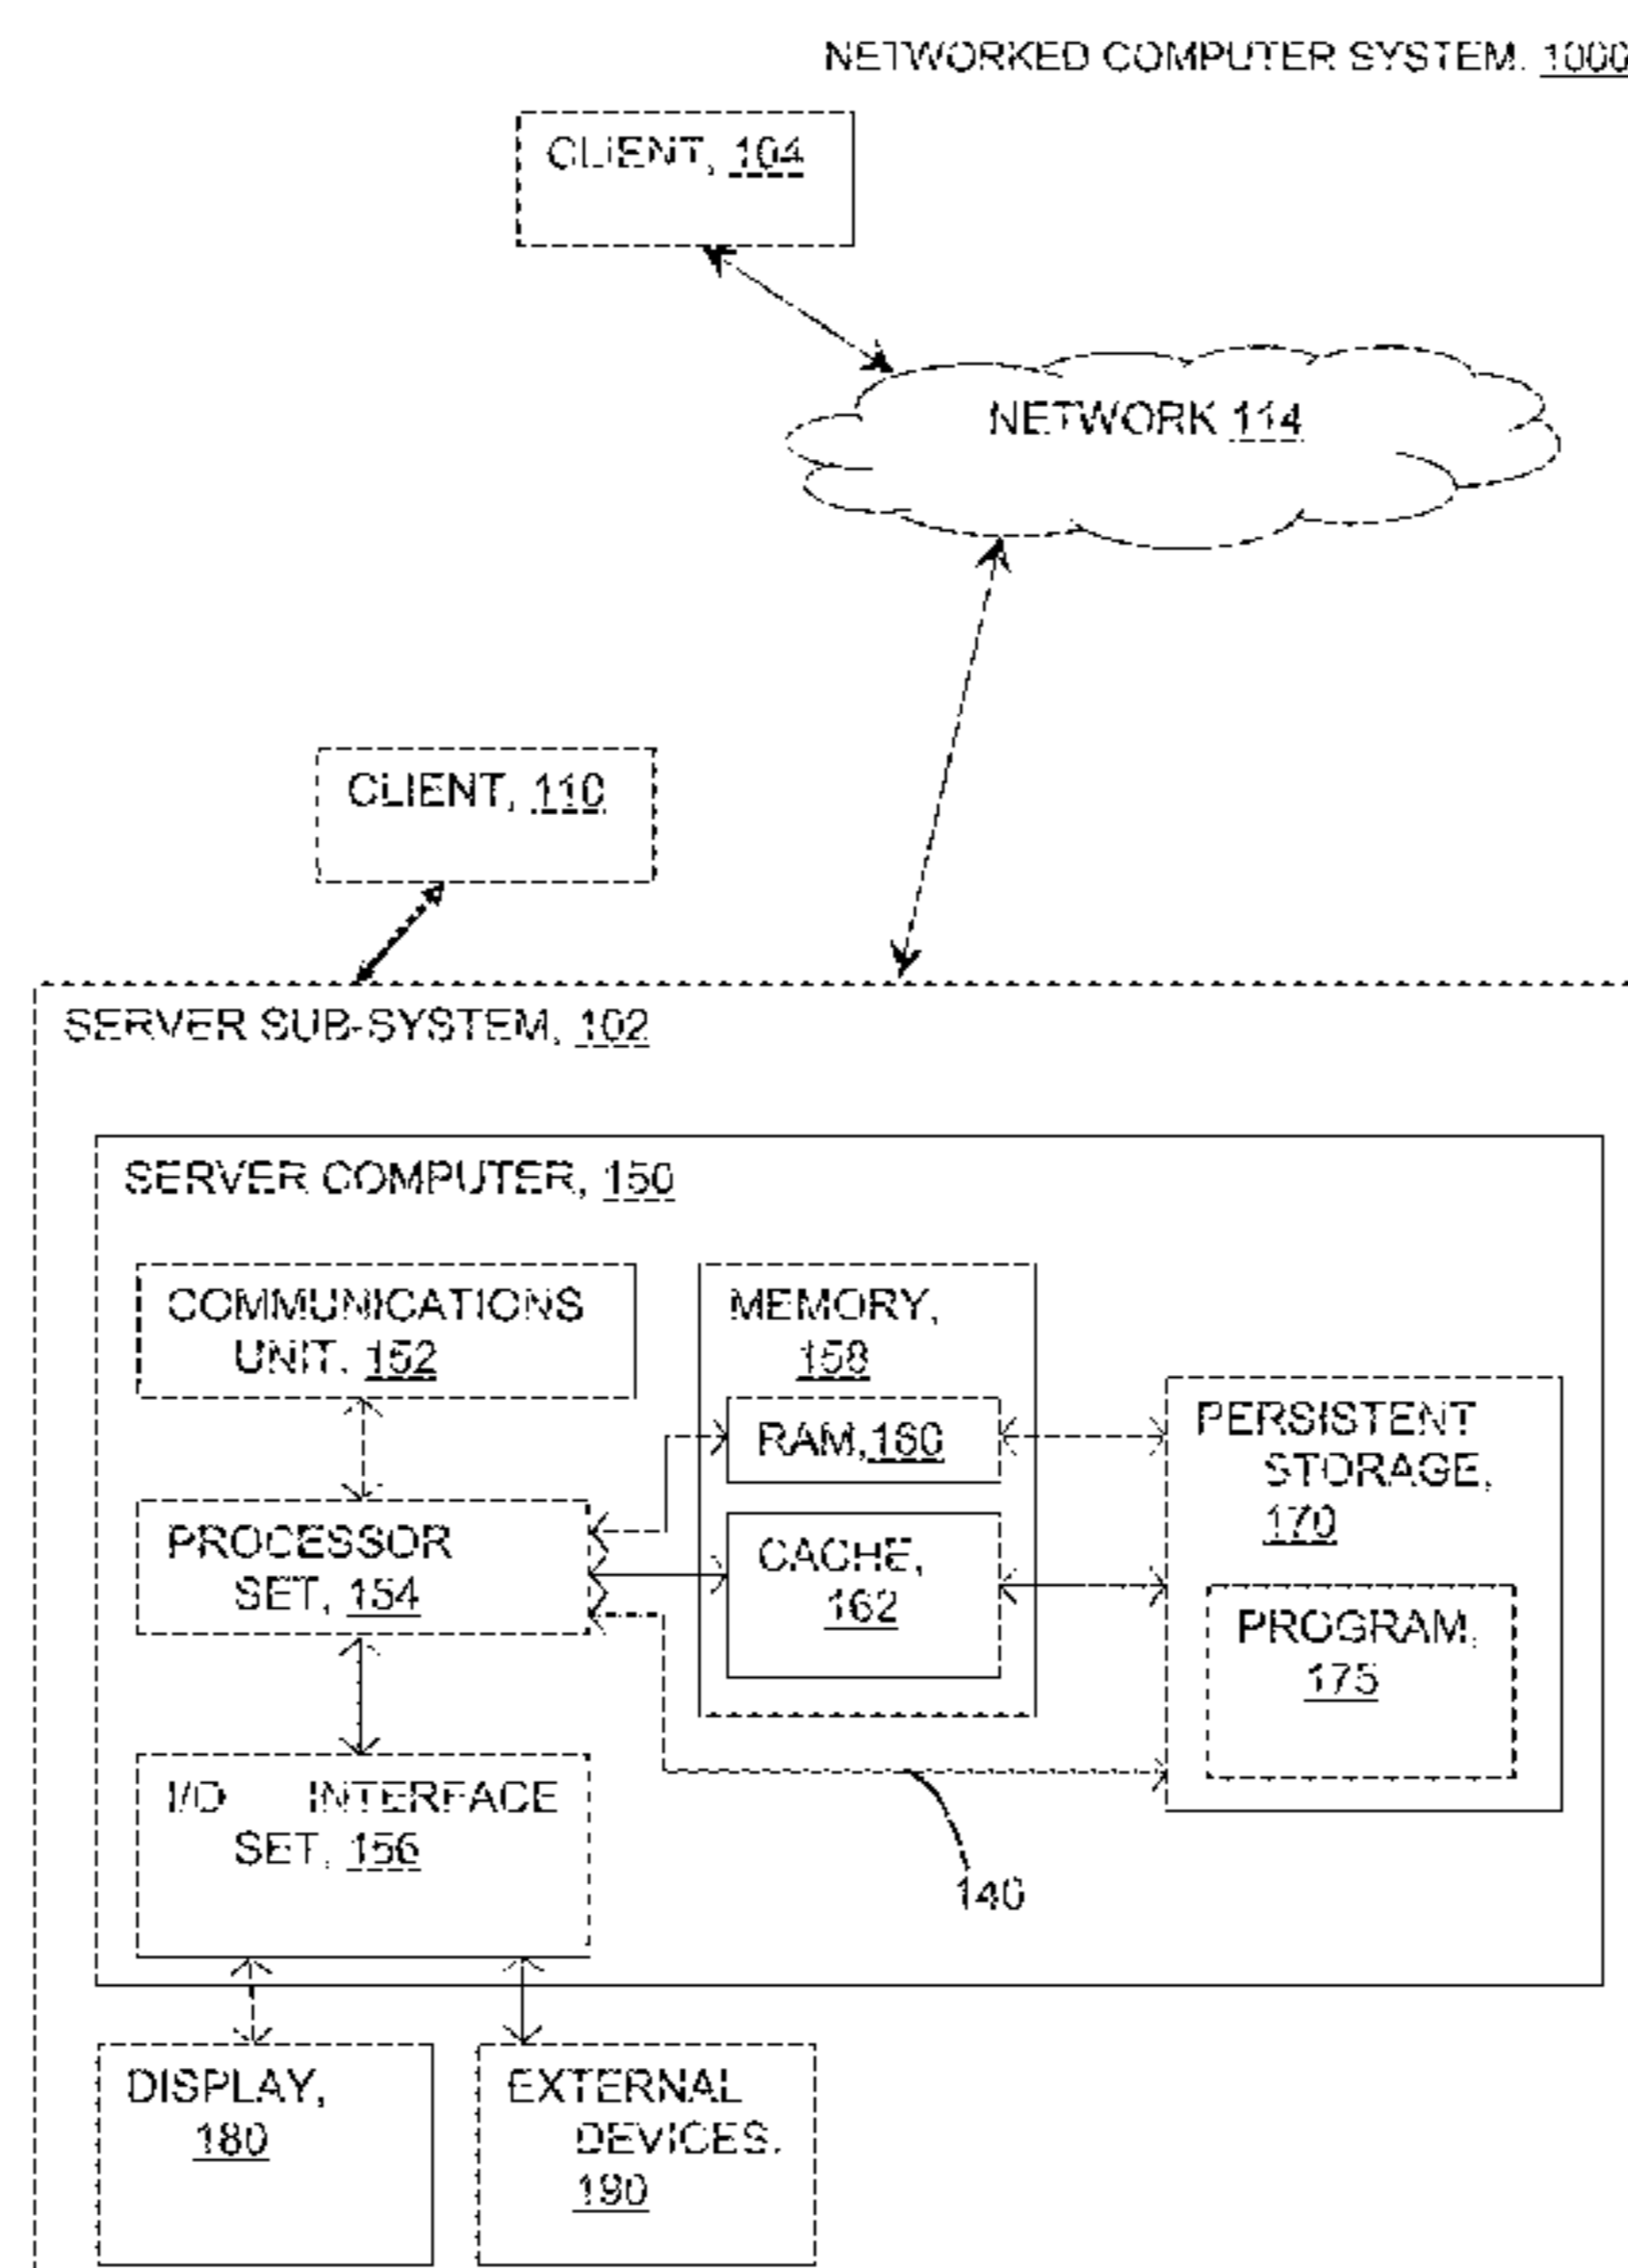 NETWORKED COMPUTER SYSTEM, 1000
CLIENT, 104
NETWORK 114
CLIENT, 110
SERVER SUB-SYSTEM, 102
SERVER COMPUTER, 150
COMMUNICATIONS
UNIT, 152
MEMORY,
158
RAM,160
PERSISTENT
STORAGE,
170
PROCESSOR
SET, 154
CACHE,
162
PROGRAM,
175
I/O INTERFACE
SET, 156
140
DISPLAY,
180
EXTERNAL
DEVICES,
190